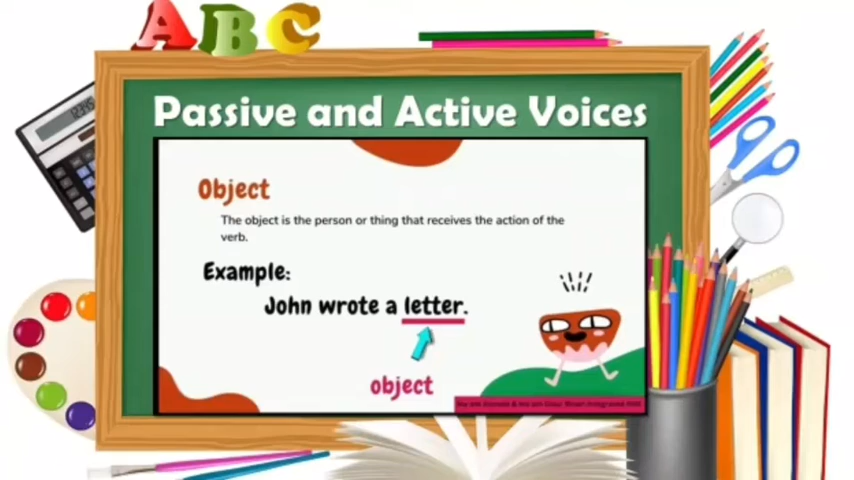 ABC
Passive and Active Voices
Object
The object is the person or thing that receives the action of the
verb.
Example:
John wrote a letter.
object